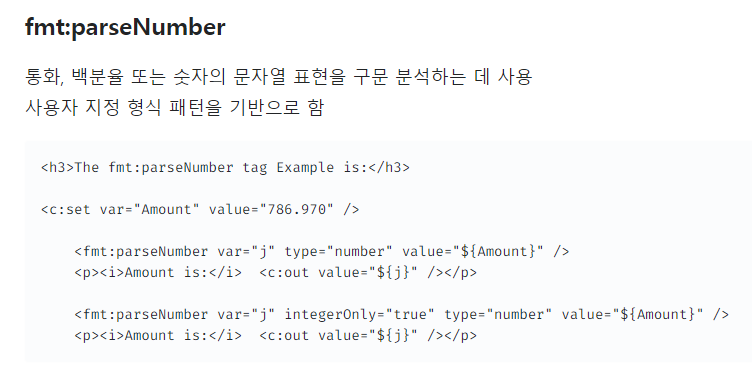 fmt:parseNumber
통화, 백분율 또는 숫자의 문자열 표현을 구문 분석하는 데 사용
사용자 지정 형식 패턴을 기반으로 함
<h3>The fmt:parseNumber tag Example is:</h3>
<c:set var="Amount" value="786.970" />
<fmt:parseNumber var="j" type="number" value="${Amount}" />
<p><i>Amount is:</i>  <c:out value="${j}" /></p>
<fmt:parseNumber var="j" integerOnly="true" type="number" value="${Amount}" />
<p><i>Amount is:</i>  <c:out value="${j}" /></p>